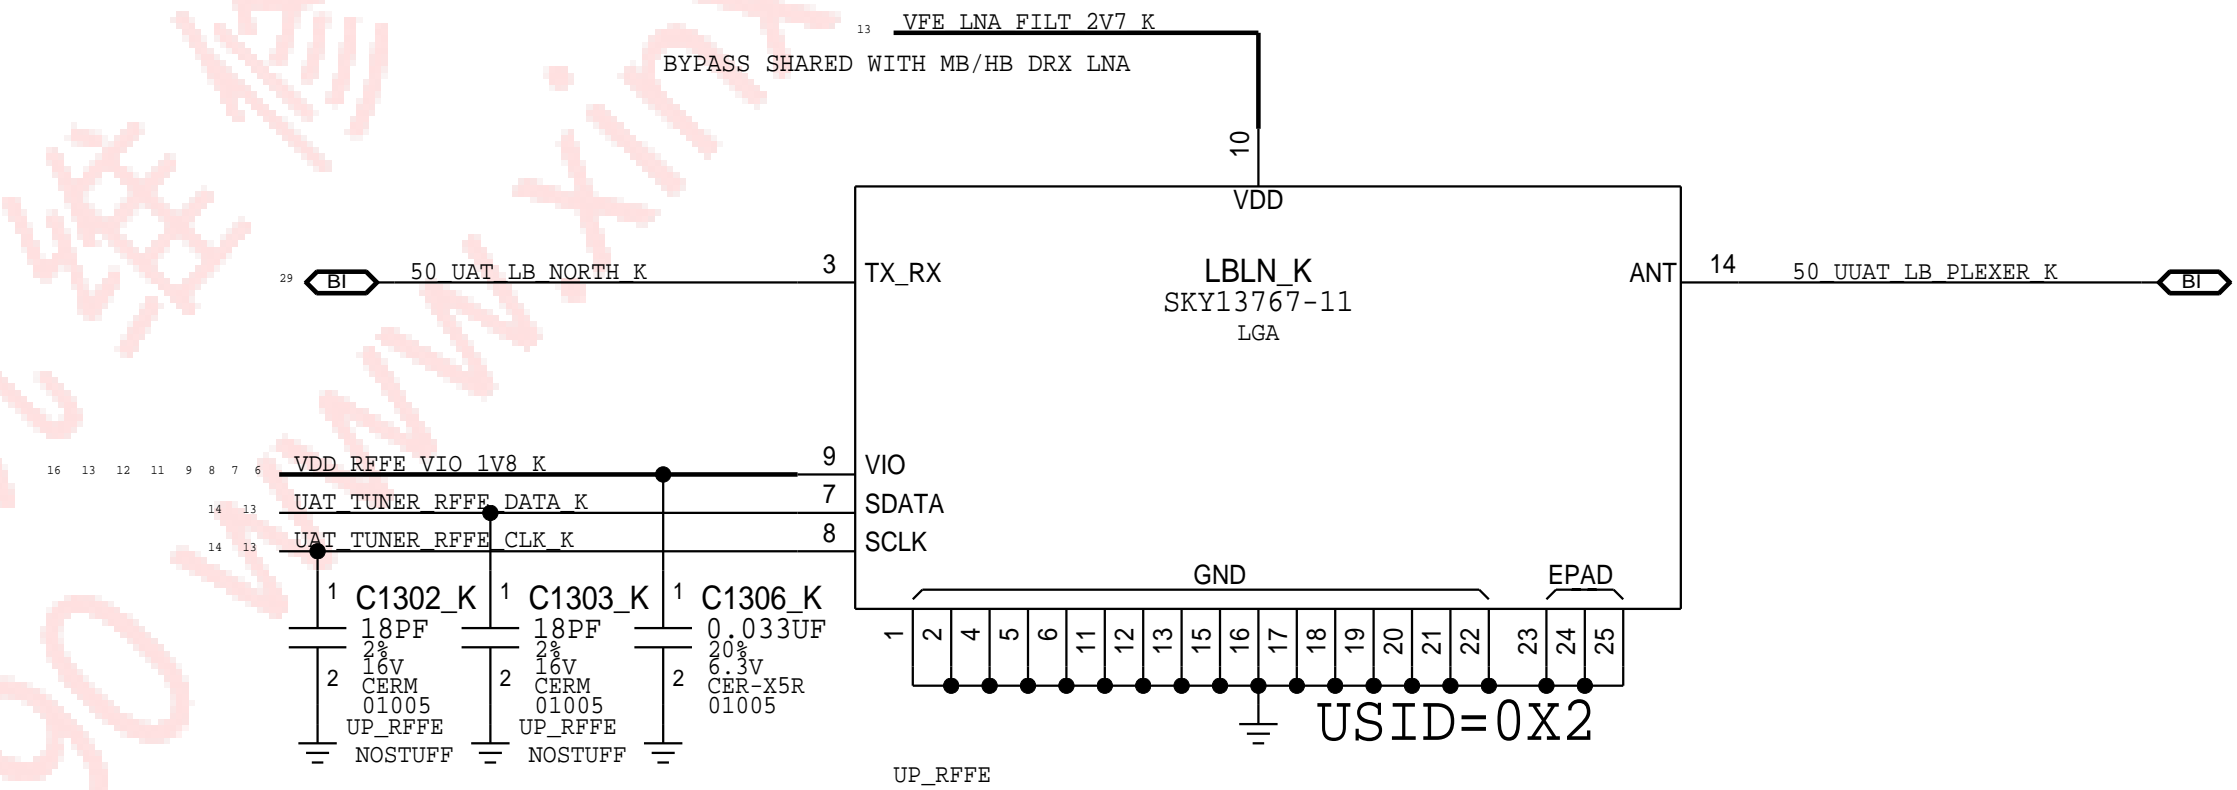 13 VFE_LNA_FILT_2V7_K
BYPASS SHARED WITH MB/HB DRX LNA
10
VDD
29 BI 50_UAT_LB_NORTH_K 3 TX_RX
LBLN_K
SKY13767-11
LGA
ANT 14 50_UUAT_LB_PLEXER_K BI
16 13 12 11 9 8 7 6 VDD_RFFE_VIO_1V8_K 9 VIO
14 13 UAT_TUNER_RFFE_DATA_K 7 SDATA
14 13 UAT_TUNER_RFFE_CLK_K 8 SCLK
GND EPAD
1 2 4 5 6 11 12 13 15 16 17 18 19 20 21 22 23 24 25
1 C1302_K
18PF
2%
16V
2 CERM
01005
UP_RFFE
NOSTUFF
1 C1303_K
18PF
2%
16V
2 CERM
01005
UP_RFFE
NOSTUFF
1 C1306_K
0.033UF
20%
6.3V
2 CER-X5R
01005
USID=0X2
UP_RFFE
www.xinx
90
维修